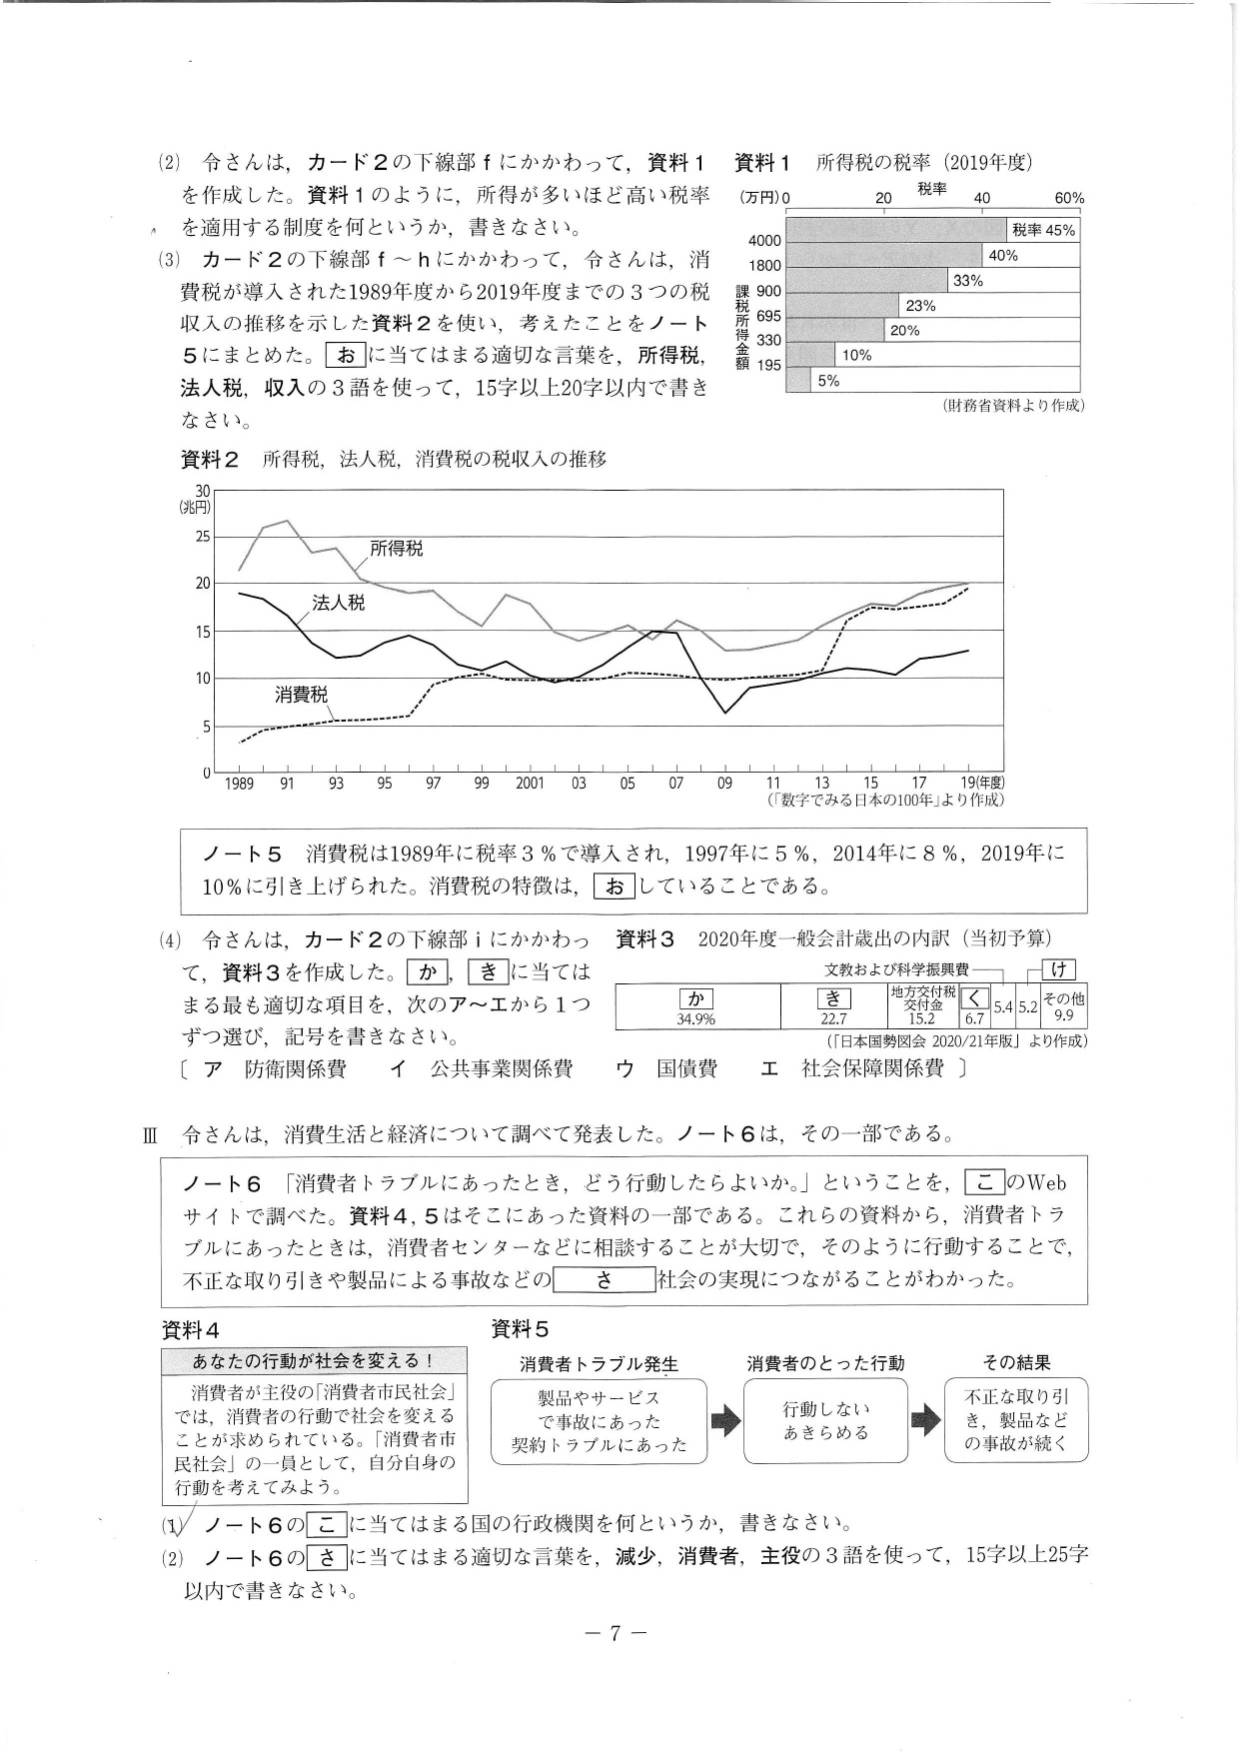 (2) 令さんは，カード２の下線部ｆにかかわって，資料１
を作成した。資料１のように，所得が多いほど高い税率
を適用する制度を何というか，書きなさい。
(3) カード２の下線部ｆ～ｈにかかわって，令さんは，消
費税が導入された1989年度から2019年度までの３つの税
収入の推移を示した資料２を使い，考えたことをノート
５にまとめた。おに当てはまる適切な言葉を，所得税，
法人税，収入の３語を使って，15字以上20字以内で書き
なさい。
資料１ 所得税の税率（2019年度）
(万円) 0 20 税率 40 60%
課税所得金額
税率 45%
4000
40%
1800
33%
900
23%
695
20%
330
10%
195
5%
（財務省資料より作成）
資料２ 所得税，法人税，消費税の税収入の推移
30
(兆円)
25
20
15
10
5
0
所得税
法人税
消費税
1989 91 93 95 97 99 2001 03 05 07 09 11 13 15 17 19(年度)
（「数字でみる日本の100年」より作成）
ノート５ 消費税は1989年に税率３％で導入され，1997年に５％，2014年に８％，2019年に
10％に引き上げられた。消費税の特徴は，おしていることである。
(4) 令さんは，カード２の下線部ｉにかかわっ
て，資料３を作成した。か，きに当ては
まる最も適切な項目を，次のア～エから１つ
ずつ選び，記号を書きなさい。
資料３ 2020年度一般会計歳出の内訳（当初予算）
文教および科学振興費 け
か 34.9% き 22.7 地方交付税交付金 15.2 く 6.7 5.4 5.2 その他 9.9
（「日本国勢図会 2020/21年版」より作成）
〔 ア 防衛関係費 イ 公共事業関係費 ウ 国債費 エ 社会保障関係費 〕
Ⅲ 令さんは，消費生活と経済について調べて発表した。ノート６は，その一部である。
ノート６ 「消費者トラブルにあったとき，どう行動したらよいか。」ということを，このWeb
サイトで調べた。資料４，５はそこにあった資料の一部である。これらの資料から，消費者トラ
ブルにあったときは，消費者センターなどに相談することが大切で，そのように行動することで，
不正な取り引きや製品による事故などのさ社会の実現につながることがわかった。
資料４
あなたの行動が社会を変える！
消費者が主役の「消費者市民社会」
では，消費者の行動で社会を変える
ことが求められている。「消費者市
民社会」の一員として，自分自身の
行動を考えてみよう。
資料５
消費者トラブル発生
製品やサービス
で事故にあった
契約トラブルにあった
消費者のとった行動
行動しない
あきらめる
その結果
不正な取り引
き，製品など
の事故が続く
(1) ノート６のこに当てはまる国の行政機関を何というか，書きなさい。
(2) ノート６のさに当てはまる適切な言葉を，減少，消費者，主役の３語を使って，15字以上25字
以内で書きなさい。
― 7 ―